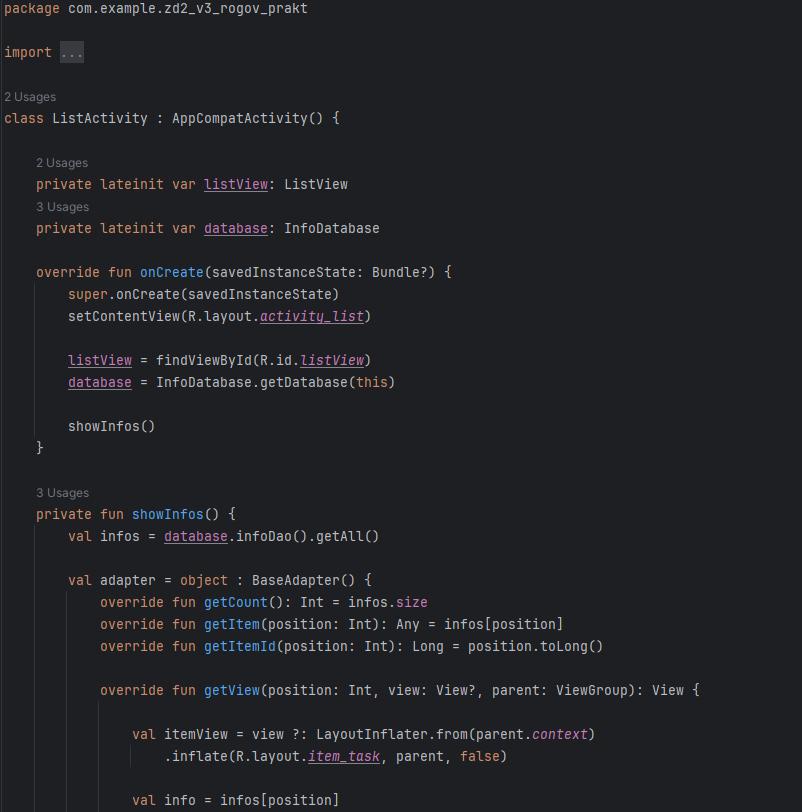 package com.example.zd2_v3_rogov_prakt
import ...
2 Usages
class ListActivity : AppCompatActivity() {
2 Usages
private lateinit var listView: ListView
3 Usages
private lateinit var database: InfoDatabase
override fun onCreate(savedInstanceState: Bundle?) {
super.onCreate(savedInstanceState)
setContentView(R.layout.activity_list)
listView = findViewById(R.id.listView)
database = InfoDatabase.getDatabase(this)
showInfos()
}
3 Usages
private fun showInfos() {
val infos = database.infoDao().getAll()
val adapter = object : BaseAdapter() {
override fun getCount(): Int = infos.size
override fun getItem(position: Int): Any = infos[position]
override fun getItemId(position: Int): Long = position.toLong()
override fun getView(position: Int, view: View?, parent: ViewGroup): View {
val itemView = view ?: LayoutInflater.from(parent.context)
.inflate(R.layout.item_task, parent, false)
val info = infos[position]